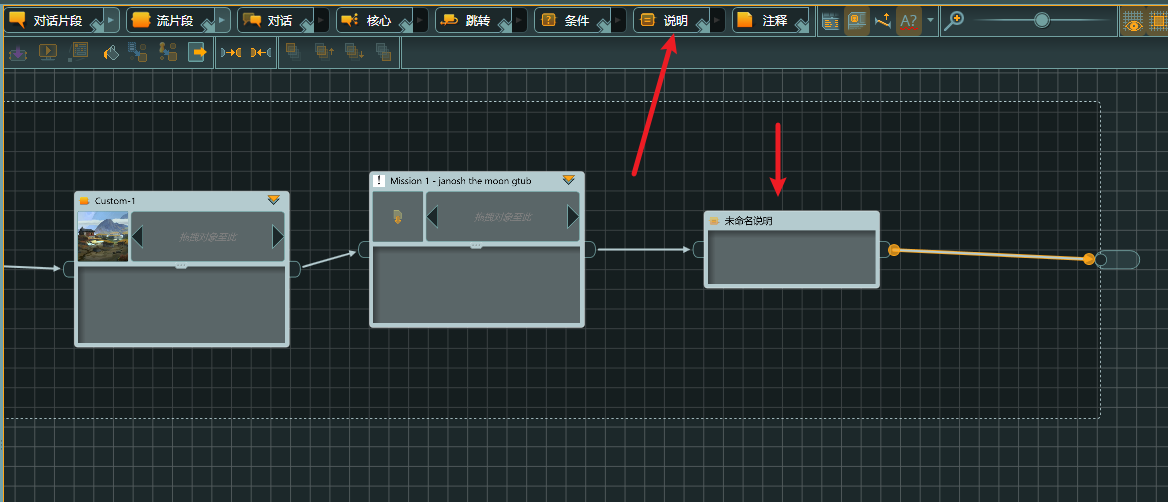 对话片段
流片段
对话
核心
跳转
条件
说明
注释
A?
Custom-1
拖拽对象至此
Mission 1 - janosh the moon gtub
拖拽对象至此
未命名说明